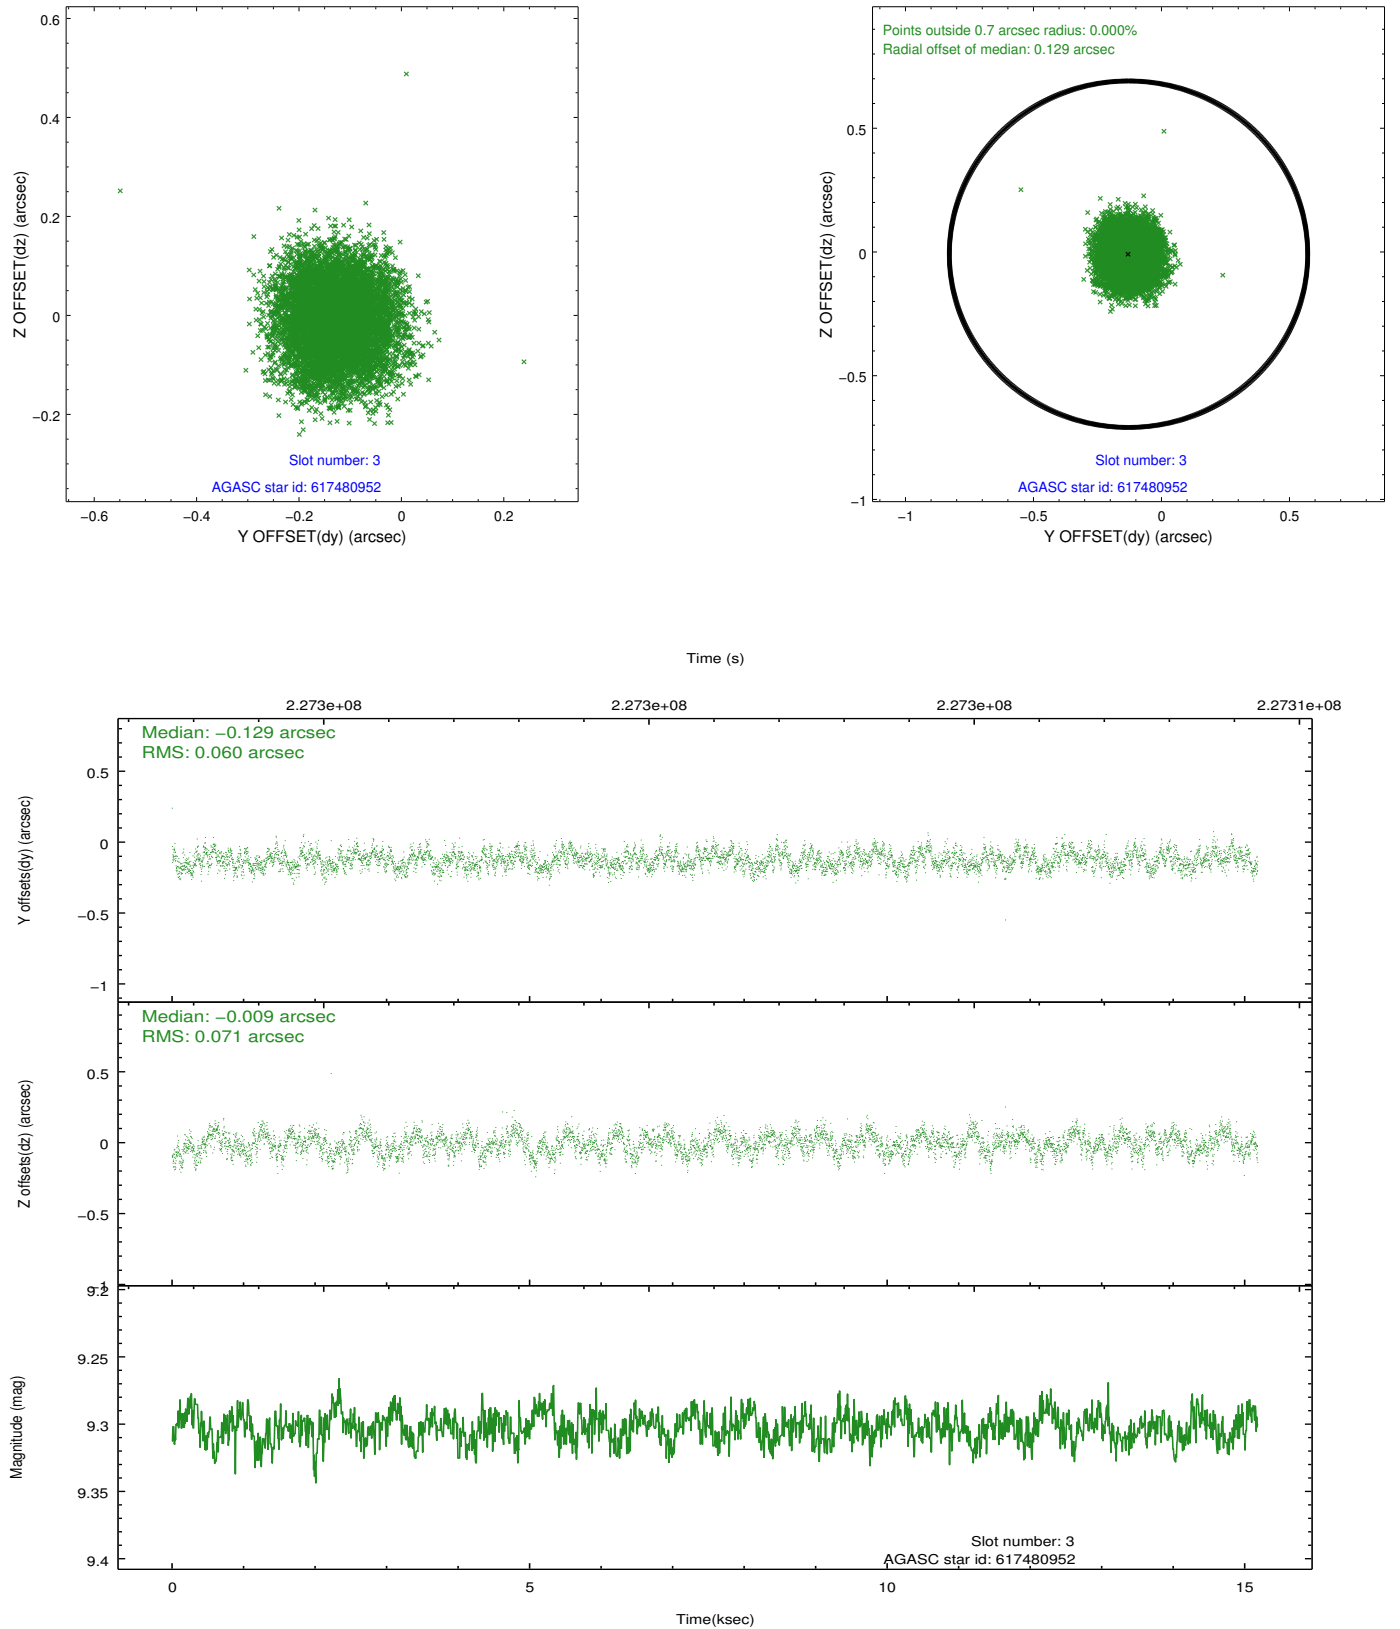 0.6
0.4
0.2
0
−0.2
Z OFFSET(dz) (arcsec)
Slot number: 3
AGASC star id: 617480952
−0.6
−0.4
−0.2
0
0.2
Y OFFSET(dy) (arcsec)
Points outside 0.7 arcsec radius: 0.000%
Radial offset of median: 0.129 arcsec
0.5
0
−0.5
−1
Z OFFSET(dz) (arcsec)
Slot number: 3
AGASC star id: 617480952
−1
−0.5
0
0.5
Y OFFSET(dy) (arcsec)
Time (s)
2.273e+08
2.273e+08
2.273e+08
2.2731e+08
Median: −0.129 arcsec
RMS: 0.060 arcsec
0.5
0
−0.5
−1
Y offsets(dy) (arcsec)
Median: −0.009 arcsec
RMS: 0.071 arcsec
0.5
0
−0.5
−1
Z offsets(dz) (arcsec)
9.2
9.25
9.3
9.35
9.4
Magnitude (mag)
Slot number: 3
AGASC star id: 617480952
0
5
10
15
Time(ksec)